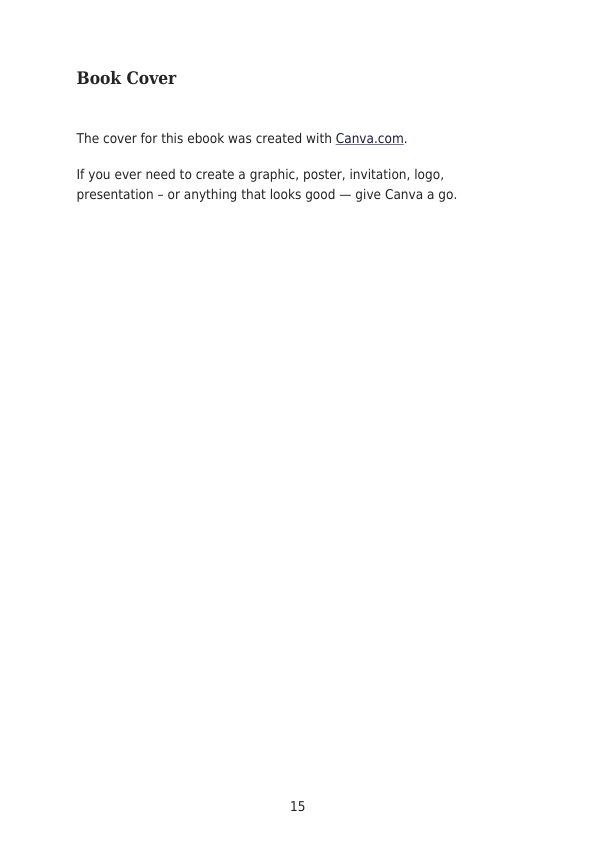 Book Cover
The cover for this ebook was created with Canva.com.
If you ever need to create a graphic, poster, invitation, logo,
presentation – or anything that looks good — give Canva a go.
15